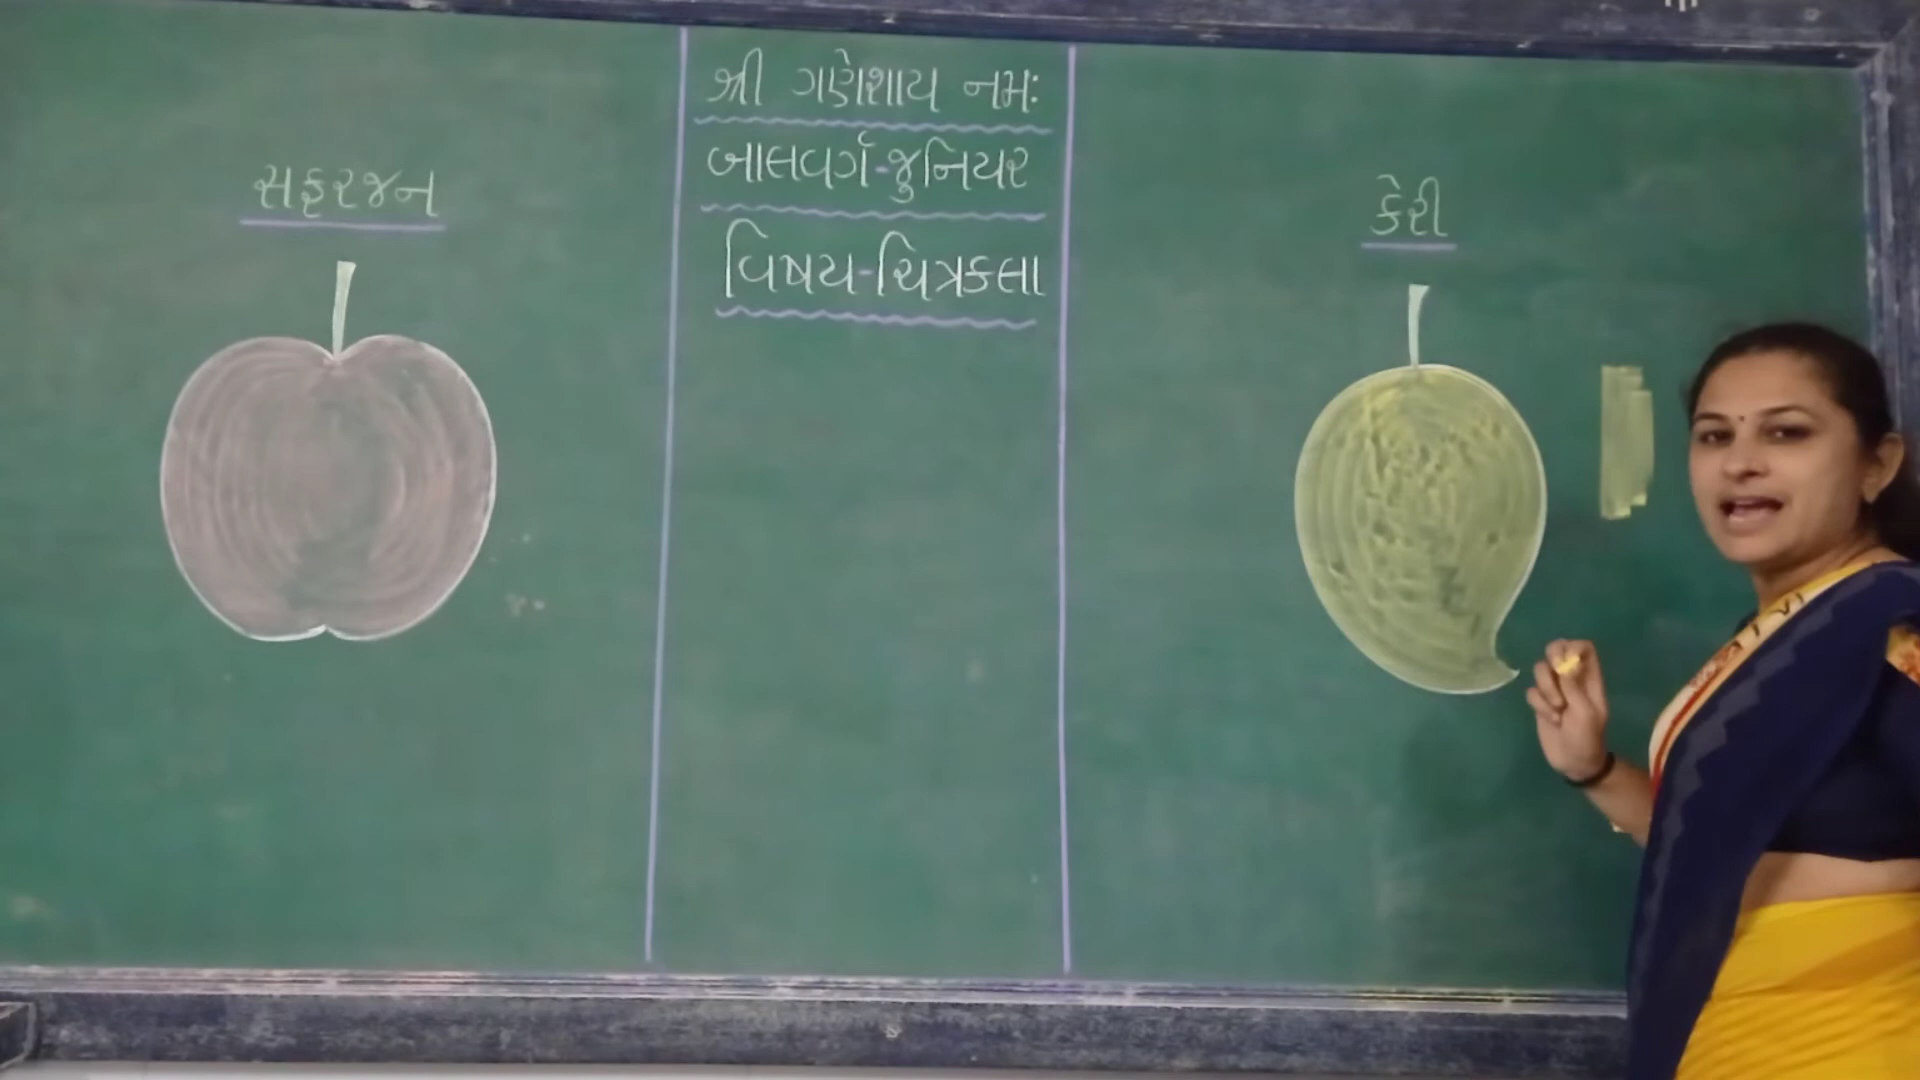 શ્રી ગણેશાય નમઃ
બાલવર્ગ-જુનિયર
વિષય-ચિત્રકલા
સફરજન
કેરી